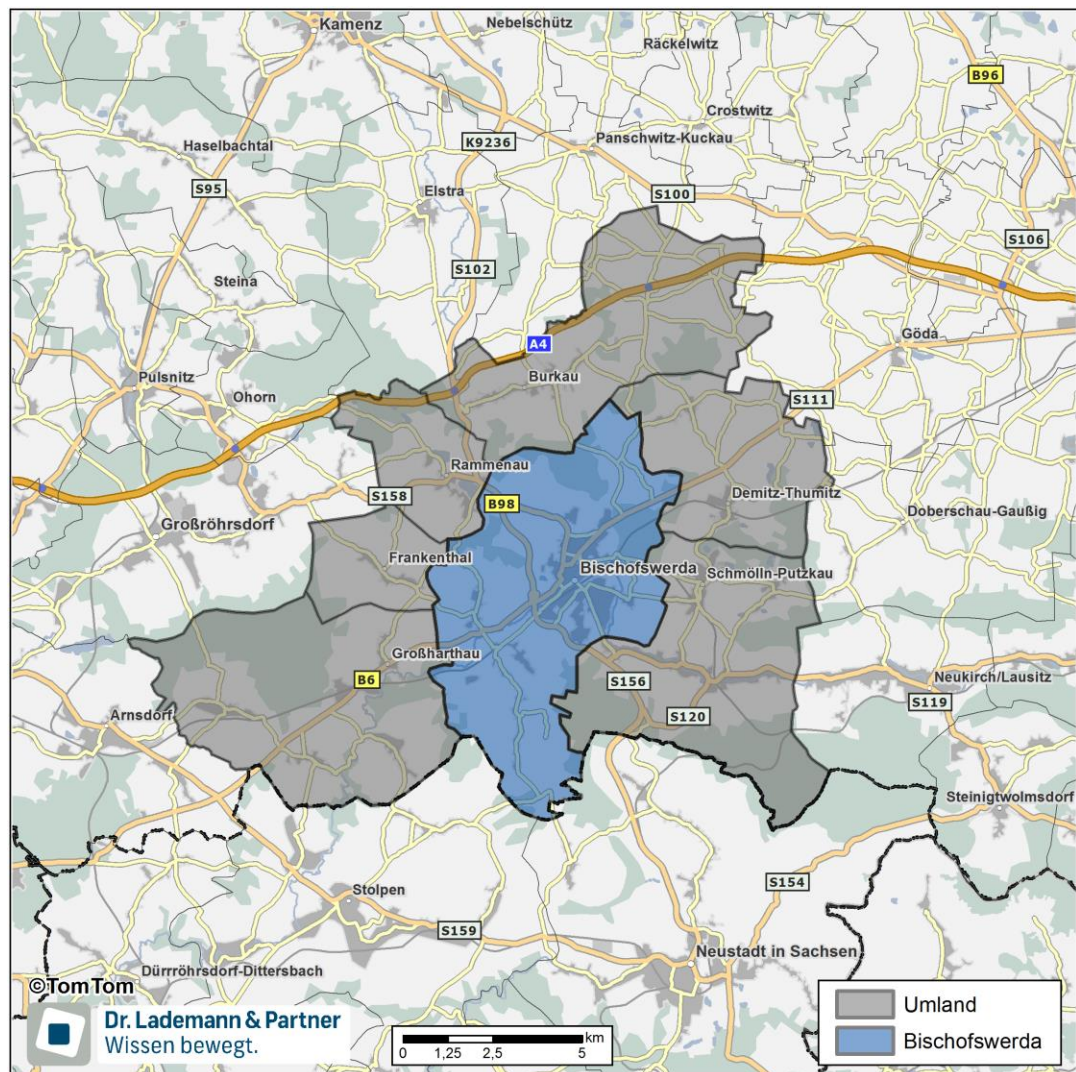 Kamenz
Nebelschütz
Räckelwitz
B96
Crostwitz
K9236
Panschwitz-Kuckau
Haselbachtal
S95
Elstra
S100
S106
S102
Steina
Göda
A4
Burkau
Pulsnitz
Ohorn
S111
Rammenau
S158
B98
Demitz-Thumitz
Großröhrsdorf
Doberschau-Gaußig
Frankenthal
Bischofswerda
Schmölln-Putzkau
Großharthau
B6
S156
Neukirch/Lausitz
S119
Arnsdorf
S120
Steinigtwolmsdorf
S154
Stolpen
S159
Neustadt in Sachsen
Dürrröhrsdorf-Dittersbach
©TomTom
Dr. Lademann & Partner
Wissen bewegt.
km
0 1,25 2,5 5
Umland
Bischofswerda